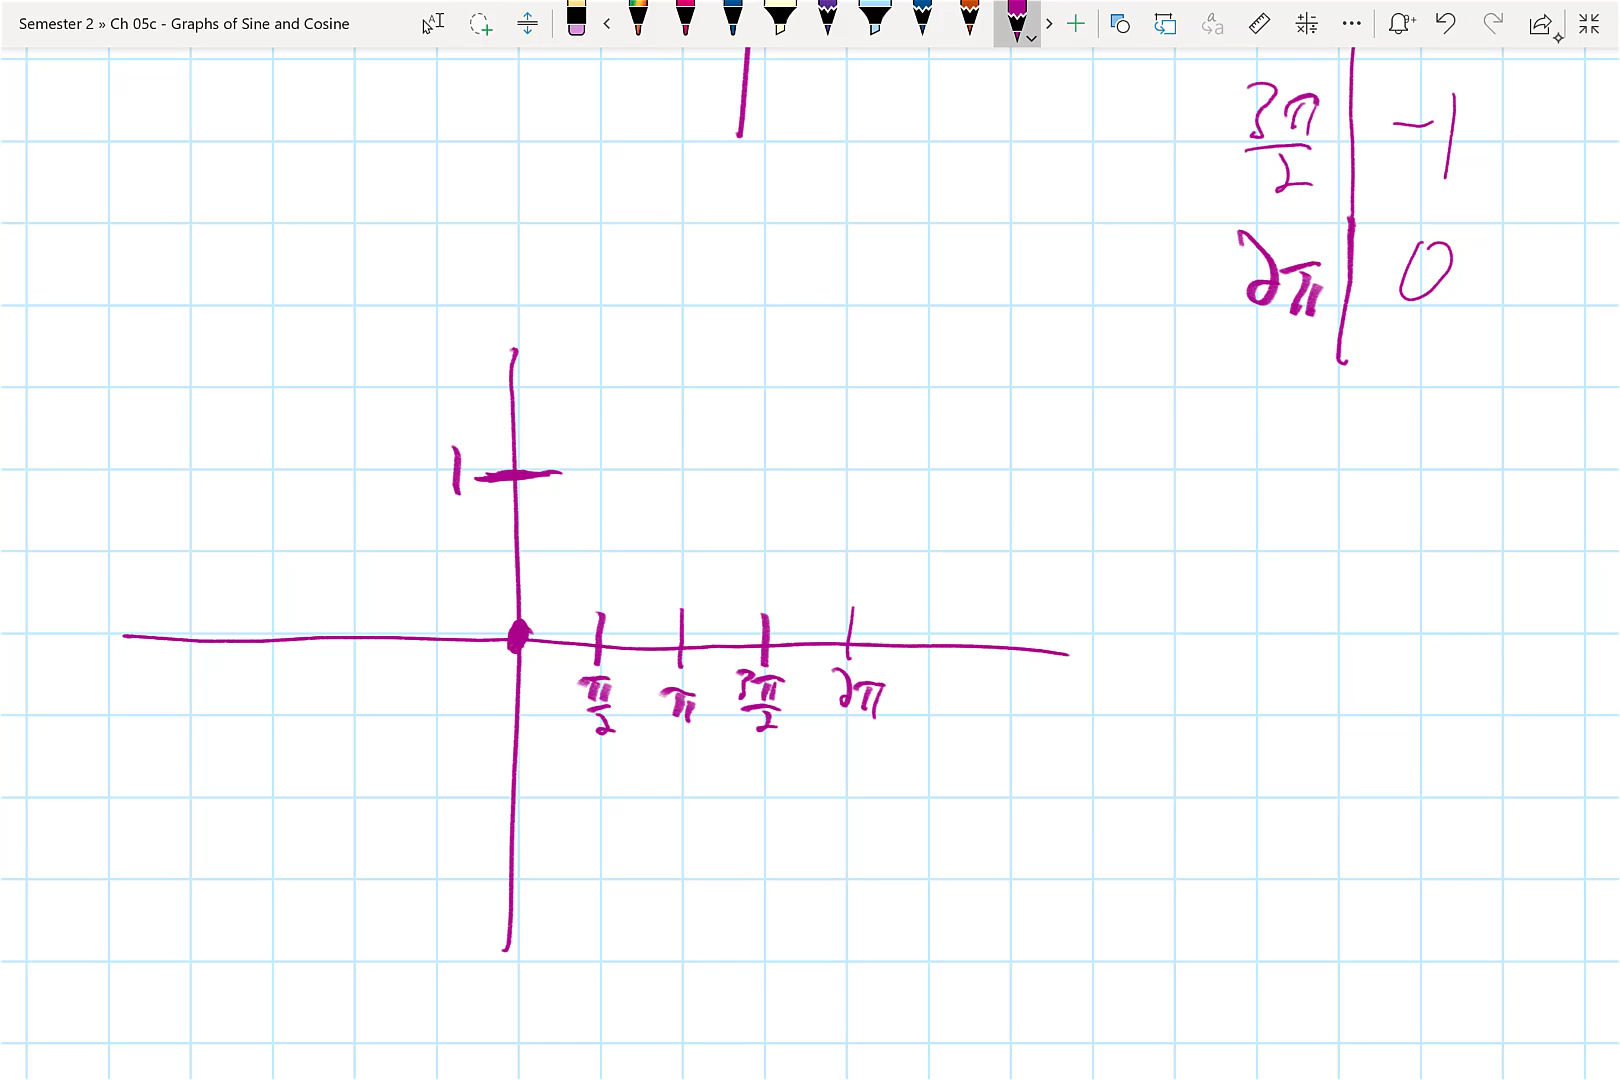 Semester 2 » Ch 05c - Graphs of Sine and Cosine
3π/2 | -1
2π | 0
1
π/2 π 3π/2 2π